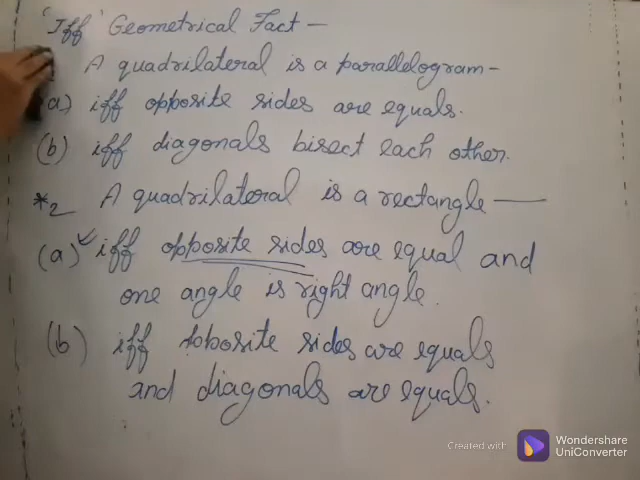 'Iff' Geometrical Fact —
A quadrilateral is a parallelogram -
a) iff opposite sides are equals.
(b) iff diagonals bisect each other.
*2 A quadrilateral is a rectangle —
(a) iff opposite sides are equal and
one angle is right angle.
(b) iff opposite sides are equals
and diagonals are equals.
Created with Wondershare UniConverter